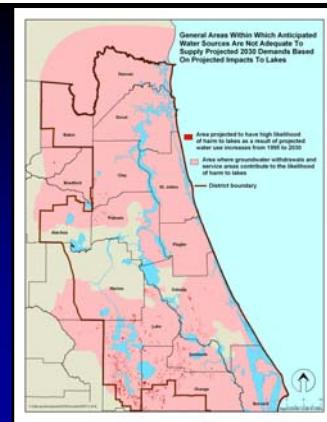 General Areas Within Which Anticipated
Water Sources Are Not Adequate To
Supply Projected 2030 Demands Based
On Projected Impacts To Lakes
Nassau
Duval
Area projected to have high likelihood
of harm to lakes as a result of projected
water use increases from 1995 to 2030
Baker
Area where groundwater withdrawals and
service areas contribute to the likelihood
of harm to lakes
Clay
St. Johns
Bradford
District boundary
Putnam
Alachua
Flagler
Marion
Volusia
Lake
Seminole
Orange
Brevard